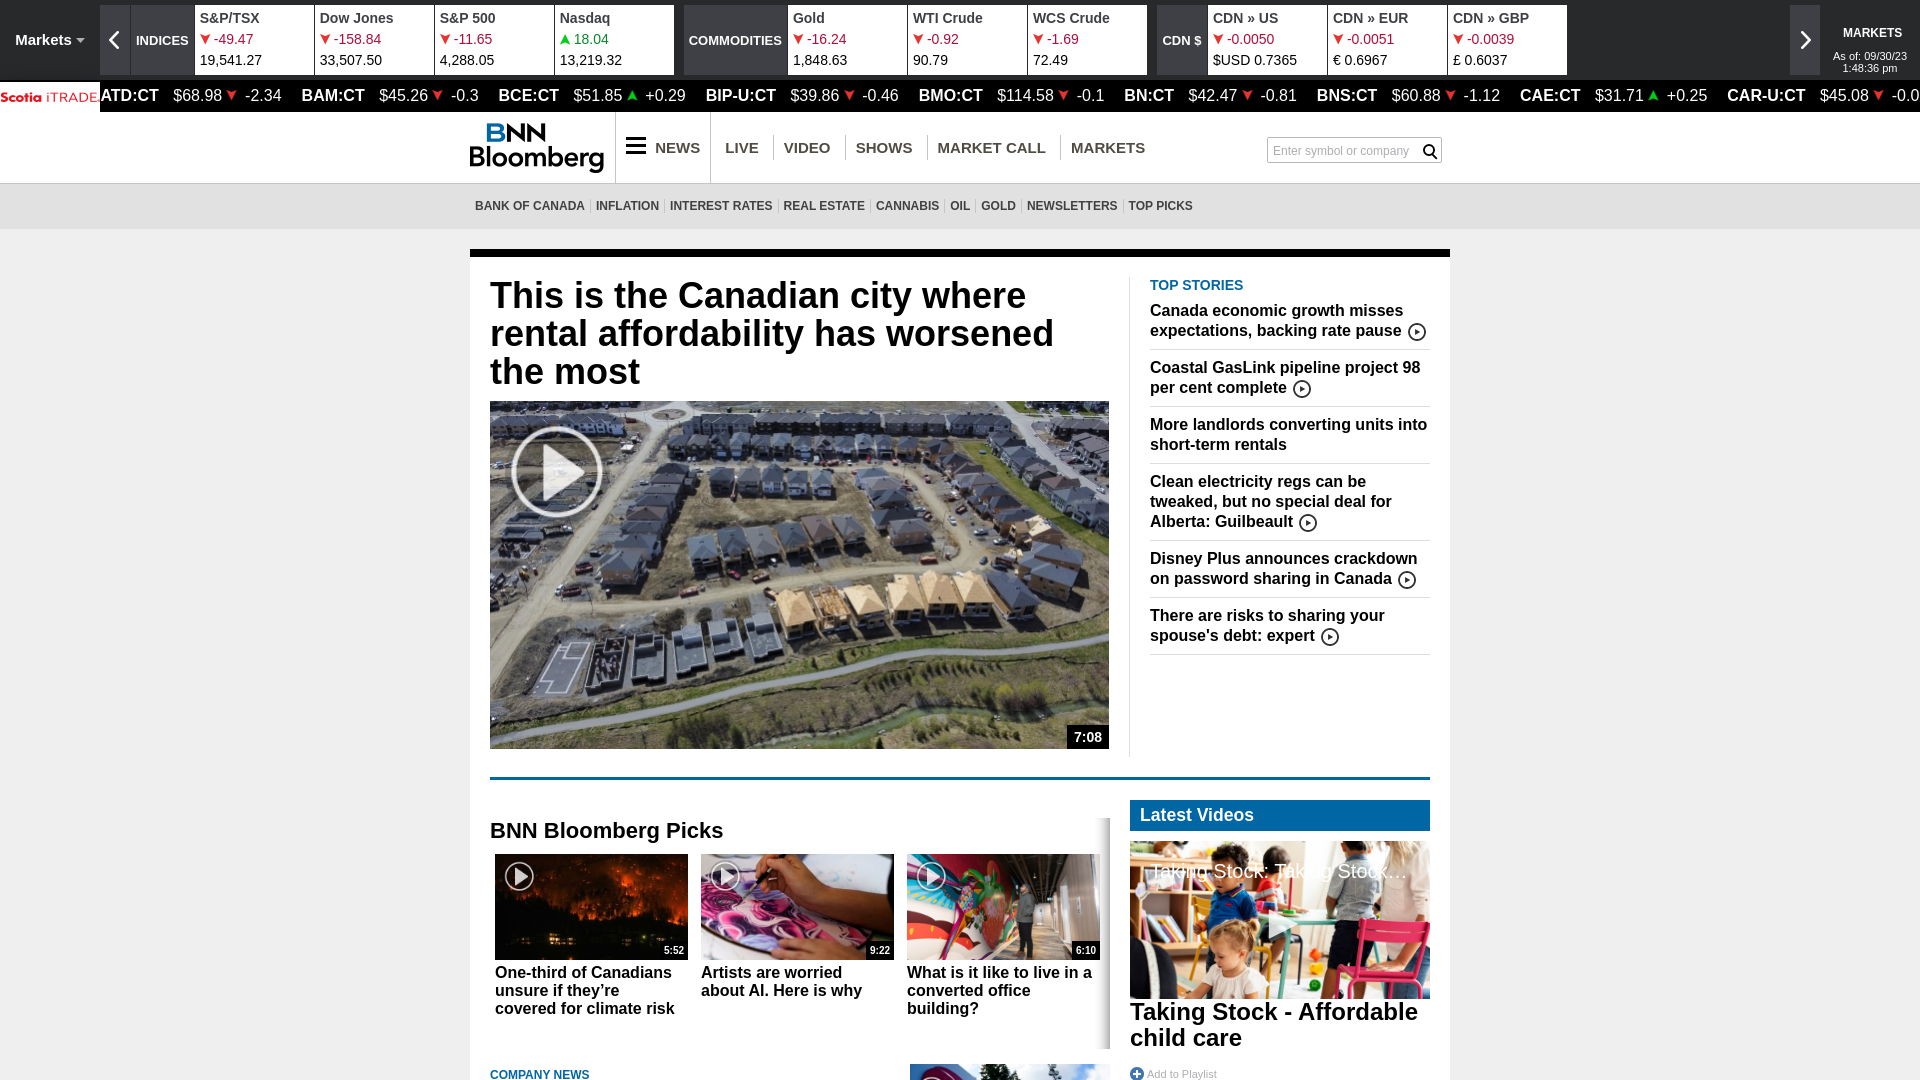 Markets
INDICES
S&P/TSX
-49.47
19,541.27
Dow Jones
-158.84
33,507.50
S&P 500
-11.65
4,288.05
Nasdaq
18.04
13,219.32
COMMODITIES
Gold
-16.24
1,848.63
WTI Crude
-0.92
90.79
WCS Crude
-1.69
72.49
CDN $
CDN » US
-0.0050
$USD 0.7365
CDN » EUR
-0.0051
€ 0.6967
CDN » GBP
-0.0039
£ 0.6037
MARKETS
As of: 09/30/23
1:48:36 pm
Scotia iTRADE
ATD:CT $68.98 -2.34 BAM:CT $45.26 -0.3 BCE:CT $51.85 +0.29 BIP-U:CT $39.86 -0.46 BMO:CT $114.58 -0.1 BN:CT $42.47 -0.81 BNS:CT $60.88 -1.12 CAE:CT $31.71 +0.25 CAR-U:CT $45.08 -0.0
BNN
Bloomberg
NEWS LIVE VIDEO SHOWS MARKET CALL MARKETS
Enter symbol or company
BANK OF CANADA INFLATION INTEREST RATES REAL ESTATE CANNABIS OIL GOLD NEWSLETTERS TOP PICKS
This is the Canadian city where
rental affordability has worsened
the most
7:08
TOP STORIES
Canada economic growth misses
expectations, backing rate pause
Coastal GasLink pipeline project 98
per cent complete
More landlords converting units into
short-term rentals
Clean electricity regs can be
tweaked, but no special deal for
Alberta: Guilbeault
Disney Plus announces crackdown
on password sharing in Canada
There are risks to sharing your
spouse's debt: expert
BNN Bloomberg Picks
5:52
One-third of Canadians
unsure if they’re
covered for climate risk
9:22
Artists are worried
about AI. Here is why
6:10
What is it like to live in a
converted office
building?
Latest Videos
Taking Stock: Taking Stock…
Taking Stock - Affordable
child care
Add to Playlist
COMPANY NEWS